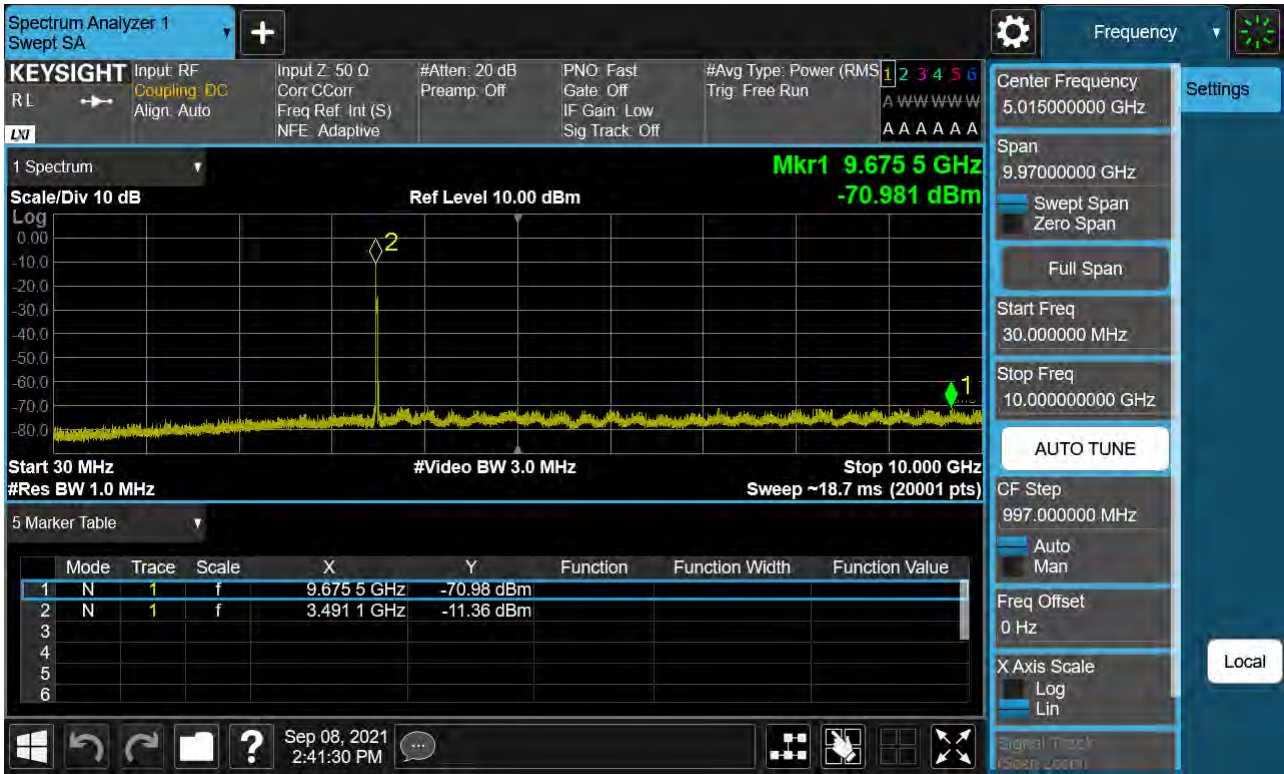 Spectrum Analyzer 1
Swept SA
+
Frequency
KEYSIGHT
RL
LXI
Input: RF
Coupling: DC
Align: Auto
Input Z: 50 Ω
Corr CCorr
Freq Ref: Int (S)
NFE: Adaptive
#Atten: 20 dB
Preamp: Off
PNO: Fast
Gate: Off
IF Gain: Low
Sig Track: Off
#Avg Type: Power (RMS
Trig: Free Run
1 2 3 4 5 6
A W W W W W
A A A A A A
Center Frequency
5.015000000 GHz
Settings
1 Spectrum
Mkr1 9.675 5 GHz
-70.981 dBm
Scale/Div 10 dB
Ref Level 10.00 dBm
Log
0.00
-10.0
-20.0
-30.0
-40.0
-50.0
-60.0
-70.0
-80.0
2
1
Start 30 MHz
#Video BW 3.0 MHz
Stop 10.000 GHz
#Res BW 1.0 MHz
Sweep ~18.7 ms (20001 pts)
Span
9.97000000 GHz
Swept Span
Zero Span
Full Span
Start Freq
30.000000 MHz
Stop Freq
10.000000000 GHz
AUTO TUNE
CF Step
997.000000 MHz
Auto
Man
Freq Offset
0 Hz
X Axis Scale
Log
Lin
Signal Track
(Span Zoom)
Local
5 Marker Table
Mode Trace Scale X Y Function Function Width Function Value
1 N 1 f 9.675 5 GHz -70.98 dBm
2 N 1 f 3.491 1 GHz -11.36 dBm
3
4
5
6
?
Sep 08, 2021
2:41:30 PM